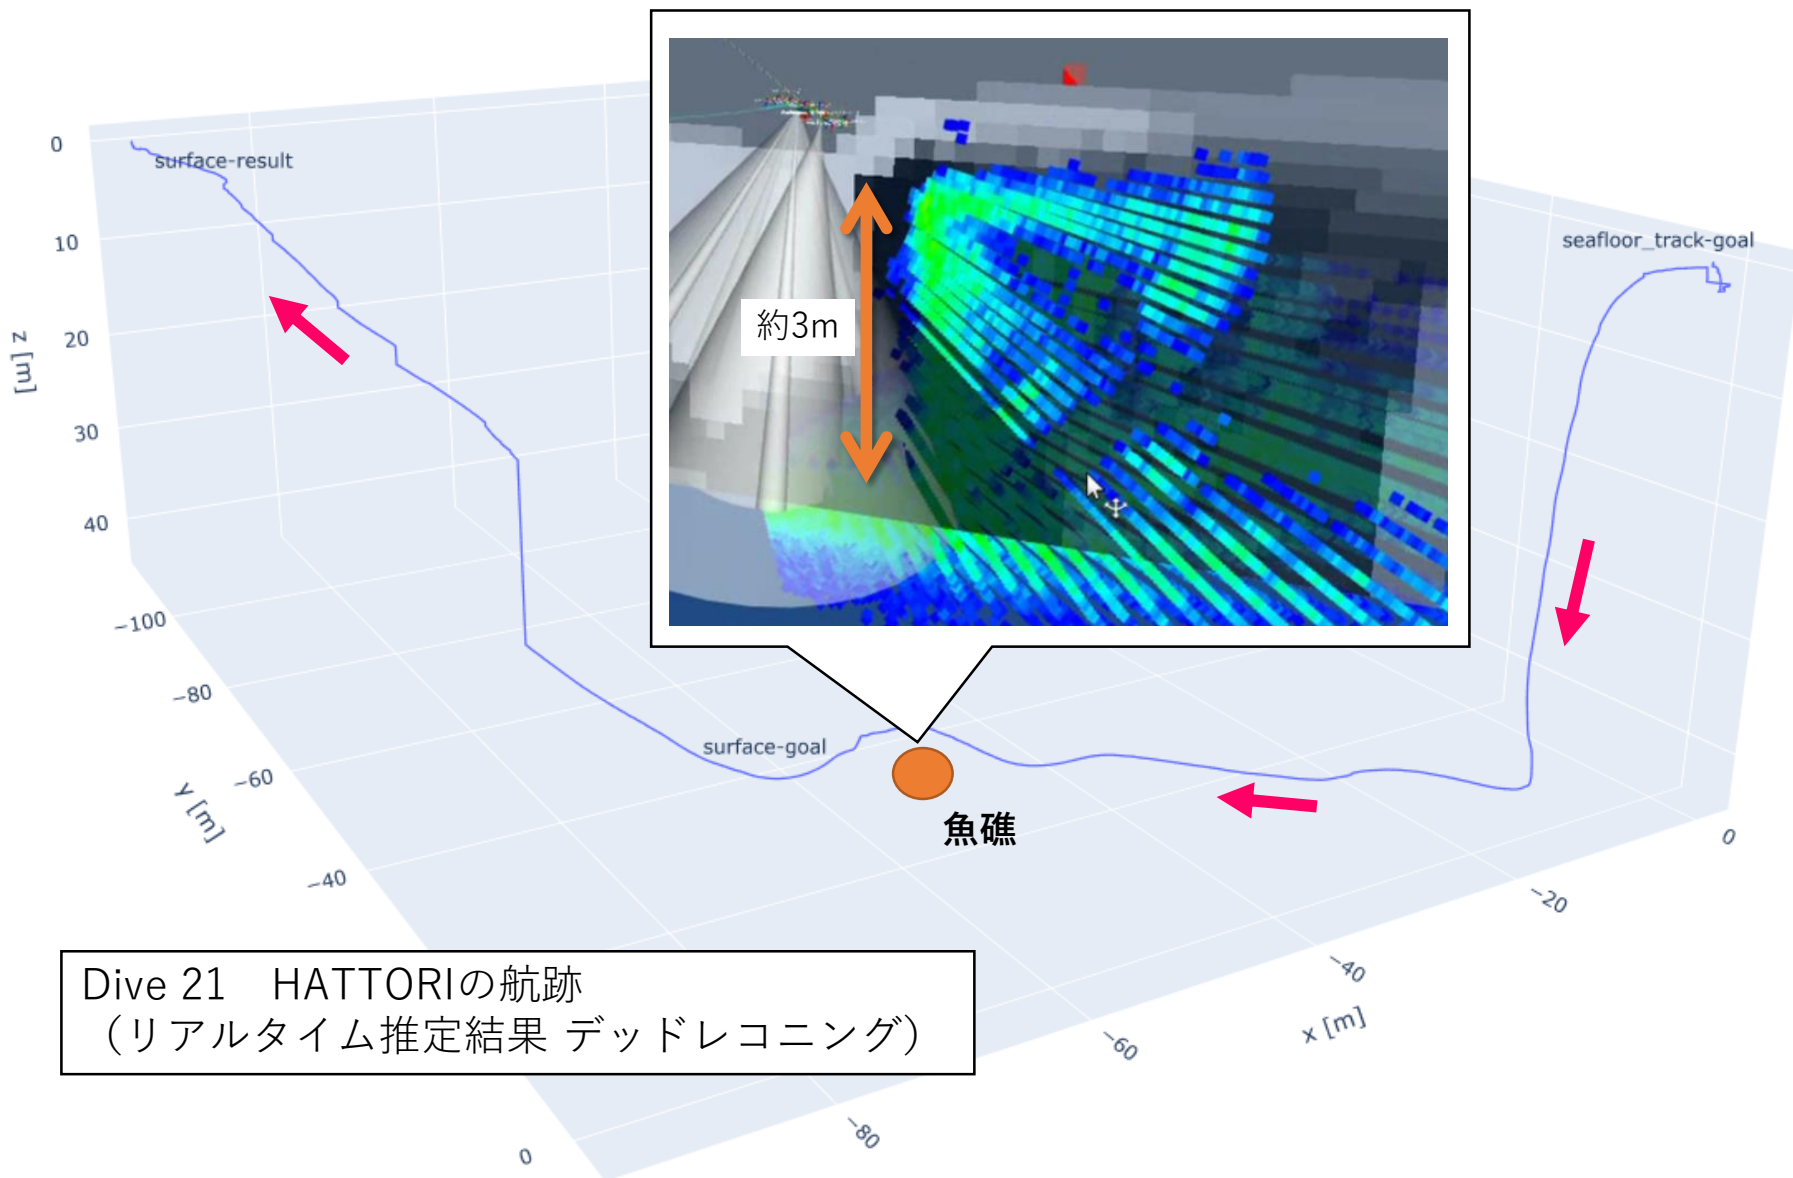 0
10
20
30
40
z [m]
surface-result
約3m
seafloor_track-goal
−100
−80
−60
−40
0
y [m]
surface-goal
魚礁
0
−20
−40
−60
−80
x [m]
Dive 21　HATTORIの航跡
（リアルタイム推定結果 デッドレコニング）